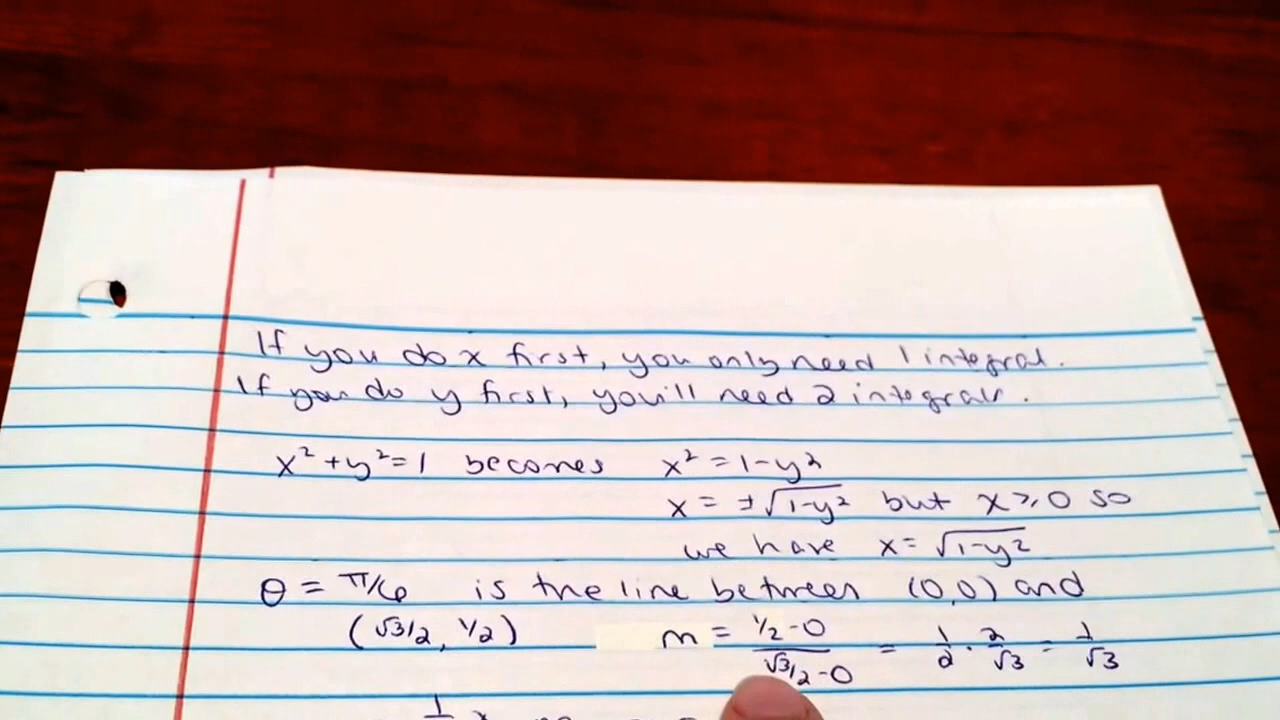 If you do x first, you only need 1 integral.
If you do y first, you'll need 2 integrals.
x² + y² = 1 becomes x² = 1-y²
x = ±√(1-y²) but x ≥ 0 so
we have x = √(1-y²)
θ = π/6 is the line between (0,0) and
(√3/2, 1/2) m = (1/2 - 0)/(√3/2 - 0) = 1/2 · 2/√3 = 1/√3